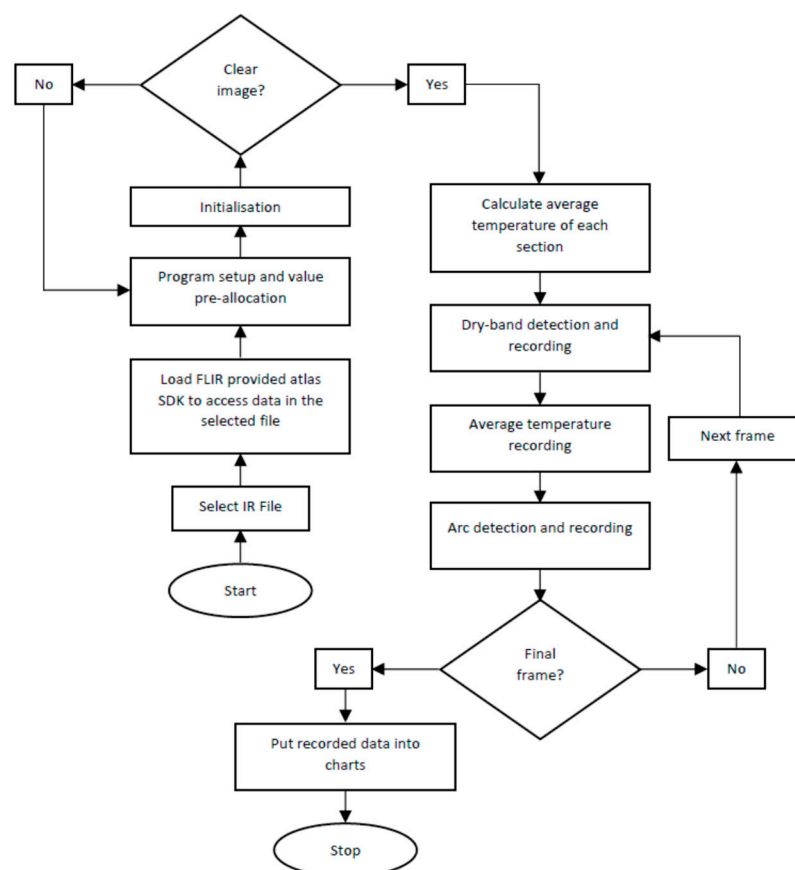 Clear
image?
No
Yes
Initialisation
Calculate average
temperature of each
section
Program setup and value
pre-allocation
Dry-band detection and
recording
Load FLIR provided atlas
SDK to access data in the
selected file
Average temperature
recording
Next frame
Select IR File
Arc detection and recording
Start
Final
frame?
Yes
No
Put recorded data into
charts
Stop